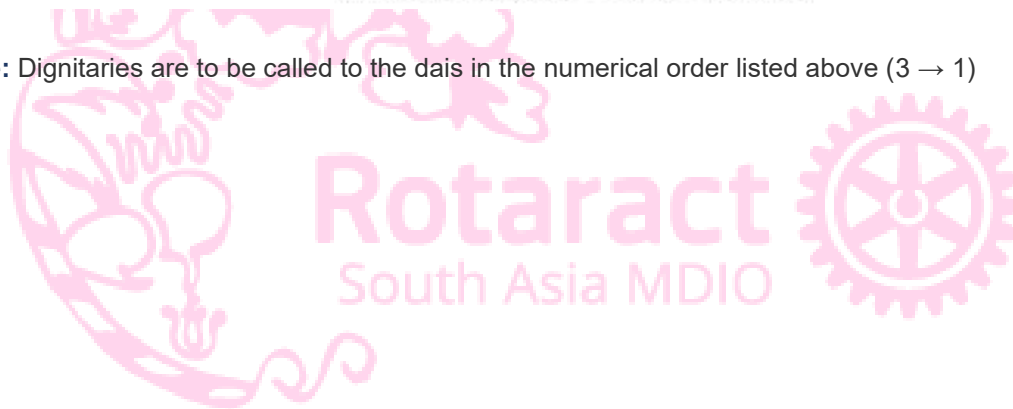 : Dignitaries are to be called to the dais in the numerical order listed above (3 → 1)
Rotaract
South Asia MDIO